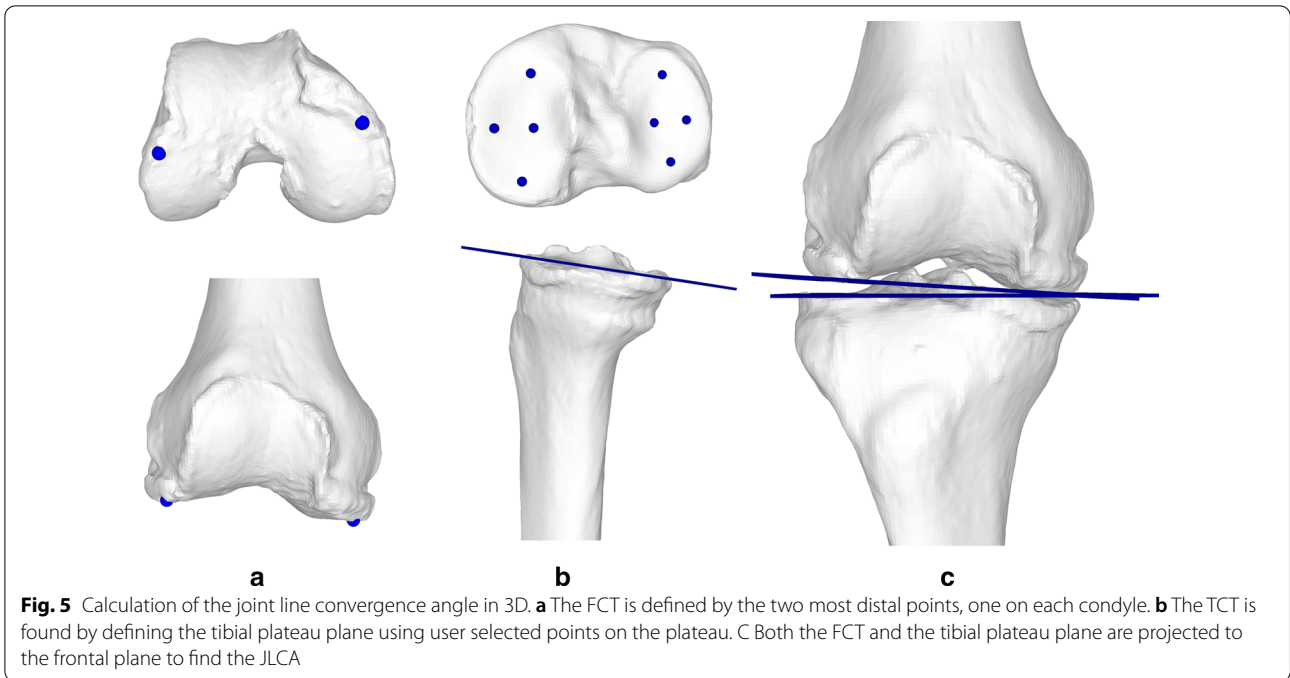 a b c
Fig. 5 Calculation of the joint line convergence angle in 3D. a The FCT is defined by the two most distal points, one on each condyle. b The TCT is
found by defining the tibial plateau plane using user selected points on the plateau. C Both the FCT and the tibial plateau plane are projected to
the frontal plane to find the JLCA